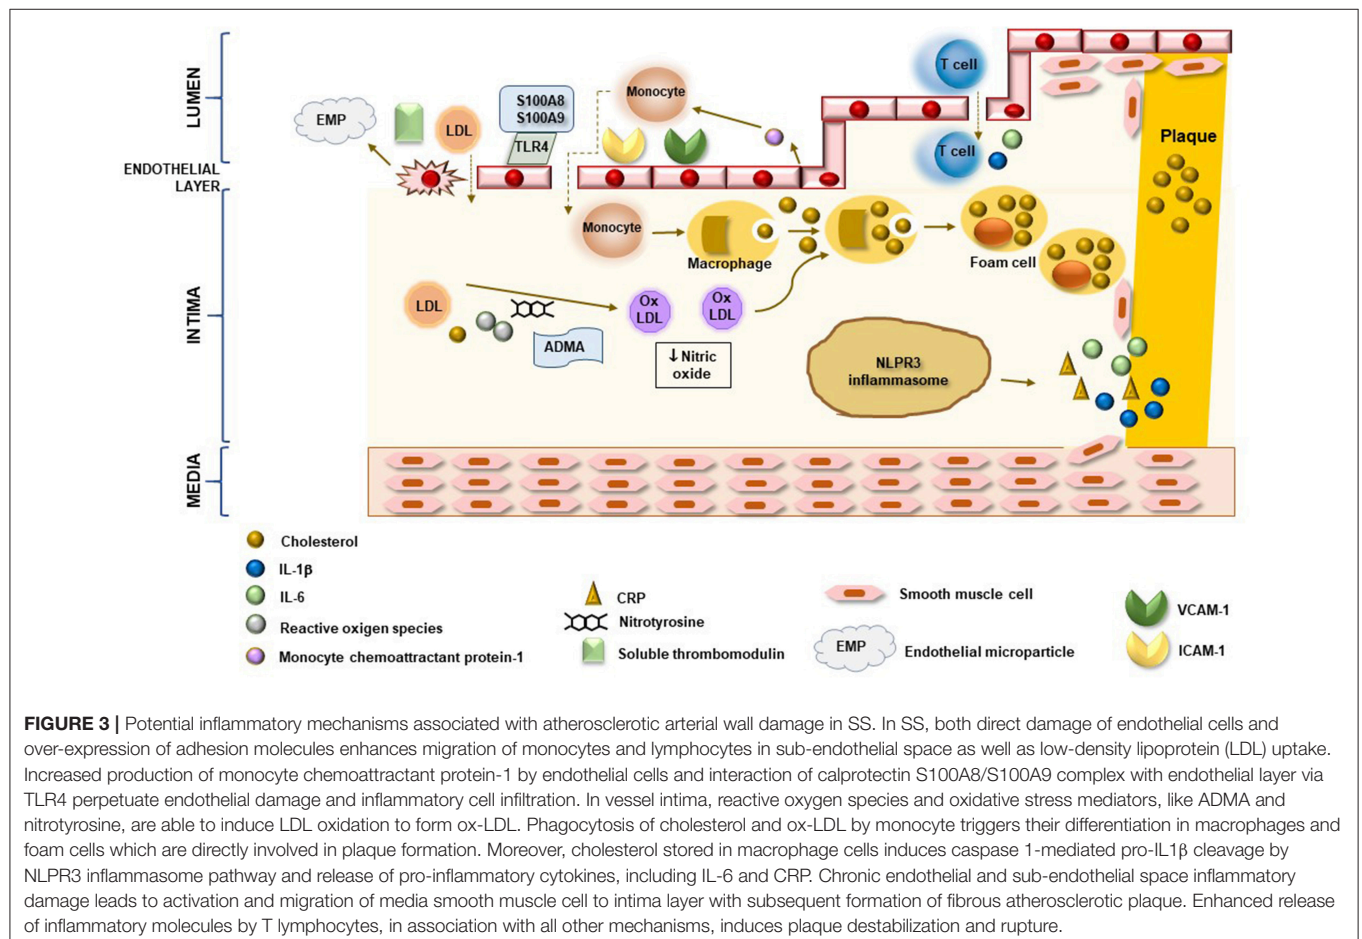 LUMEN
ENDOTHELIAL
LAYER
INTIMA
MEDIA
EMP
LDL
S100A8
S100A9
TLR4
Monocyte
T cell
T cell
Plaque
Monocyte
Macrophage
Foam cell
LDL
ADMA
Ox
LDL
Ox
LDL
↓ Nitric
oxide
NLPR3
inflammasome
Cholesterol
IL-1β
IL-6
Reactive oxigen species
Monocyte chemoattractant protein-1
CRP
Nitrotyrosine
Soluble thrombomodulin
Smooth muscle cell
EMP
Endothelial microparticle
VCAM-1
ICAM-1
FIGURE 3 | Potential inflammatory mechanisms associated with atherosclerotic arterial wall damage in SS. In SS, both direct damage of endothelial cells and
over-expression of adhesion molecules enhances migration of monocytes and lymphocytes in sub-endothelial space as well as low-density lipoprotein (LDL) uptake.
Increased production of monocyte chemoattractant protein-1 by endothelial cells and interaction of calprotectin S100A8/S100A9 complex with endothelial layer via
TLR4 perpetuate endothelial damage and inflammatory cell infiltration. In vessel intima, reactive oxygen species and oxidative stress mediators, like ADMA and
nitrotyrosine, are able to induce LDL oxidation to form ox-LDL. Phagocytosis of cholesterol and ox-LDL by monocyte triggers their differentiation in macrophages and
foam cells which are directly involved in plaque formation. Moreover, cholesterol stored in macrophage cells induces caspase 1-mediated pro-IL1β cleavage by
NLPR3 inflammasome pathway and release of pro-inflammatory cytokines, including IL-6 and CRP. Chronic endothelial and sub-endothelial space inflammatory
damage leads to activation and migration of media smooth muscle cell to intima layer with subsequent formation of fibrous atherosclerotic plaque. Enhanced release
of inflammatory molecules by T lymphocytes, in association with all other mechanisms, induces plaque destabilization and rupture.